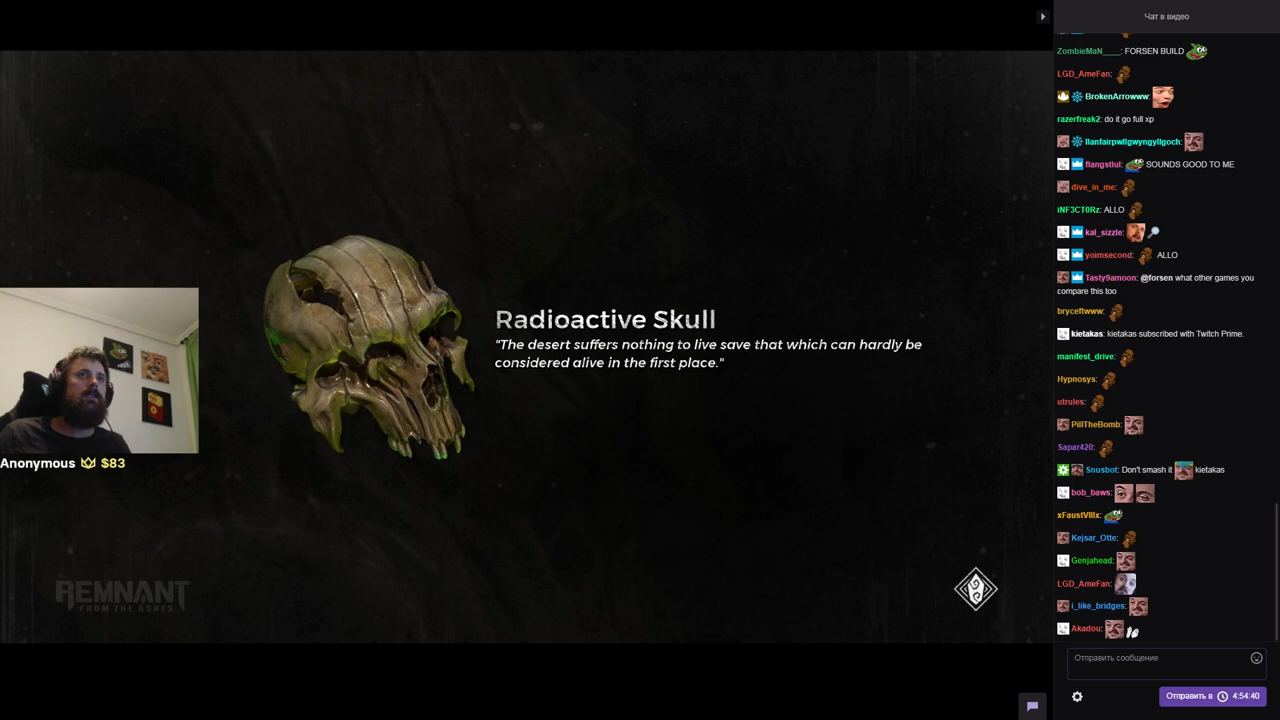 Чат в видео
ZombieMaN____: FORSEN BUILD
LGD_AmeFan:
BrokenArrowww:
razerfreak2: do it go full xp
llanfairpwllgwyngyllgoch:
flangstlul: SOUNDS GOOD TO ME
dive_in_me:
iNF3CT0Rz: ALLO
kal_sizzle:
yoimsecond: ALLO
Tasty9amoon: @forsen what other games you
compare this too
bryceftwww:
kietakas: kietakas subscribed with Twitch Prime.
manifest_drive:
Hypnosys:
utrules:
PillTheBomb:
Sapar420:
Snusbot: Don't smash it kietakas
bob_baws:
xFaustVIIIx:
Kejsar_Otte:
Genjahead:
LGD_AmeFan:
i_like_bridges:
Akadou:
Отправить сообщение
Отправить в 4:54:40
Radioactive Skull
"The desert suffers nothing to live save that which can hardly be
considered alive in the first place."
Anonymous $83
REMNANT
FROM THE ASHES